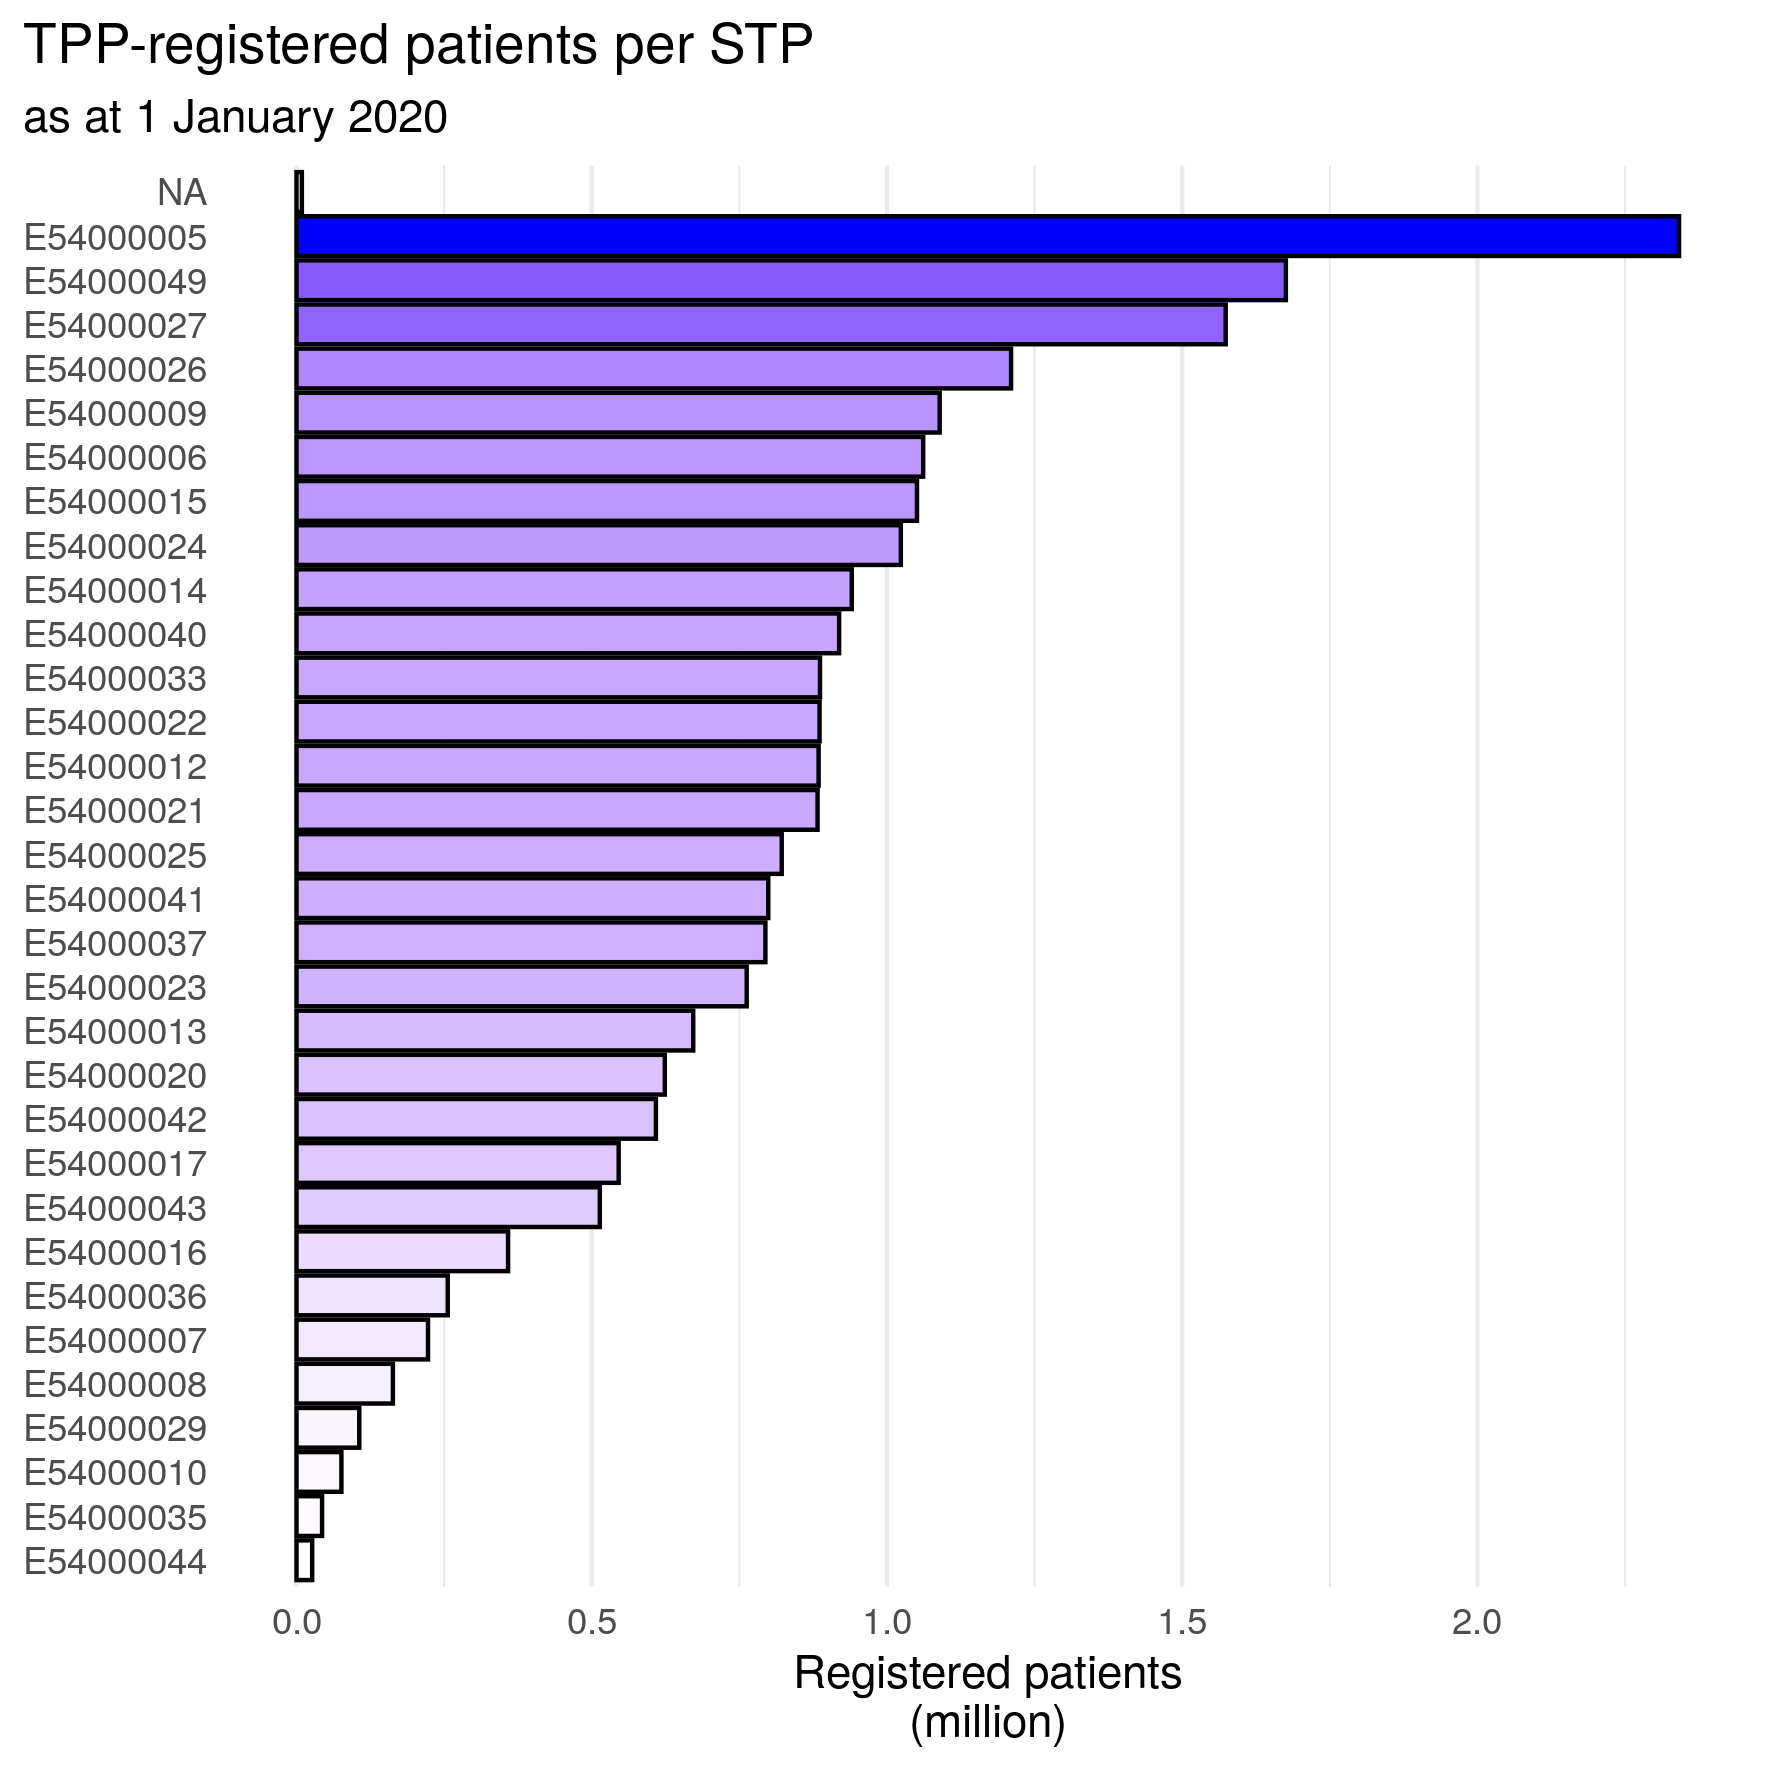 TPP-registered patients per STP
as at 1 January 2020
NA
E54000005
E54000049
E54000027
E54000026
E54000009
E54000006
E54000015
E54000024
E54000014
E54000040
E54000033
E54000022
E54000012
E54000021
E54000025
E54000041
E54000037
E54000023
E54000013
E54000020
E54000042
E54000017
E54000043
E54000016
E54000036
E54000007
E54000008
E54000029
E54000010
E54000035
E54000044
0.0 0.5 1.0 1.5 2.0
Registered patients
(million)